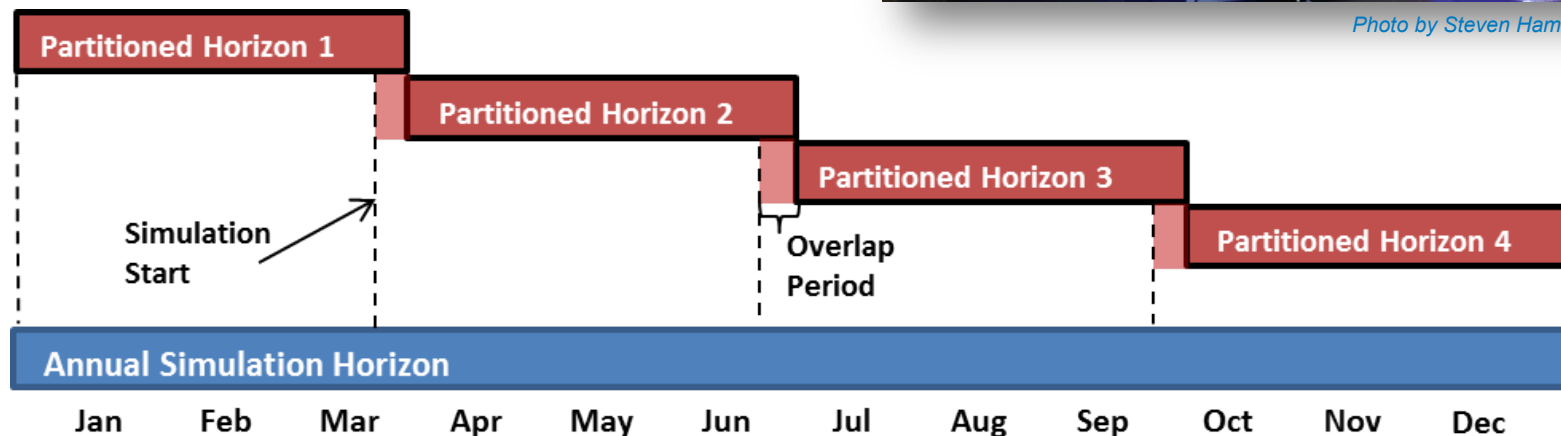 Photo by Steven Ham
Partitioned Horizon 1
Partitioned Horizon 2
Partitioned Horizon 3
Simulation
Start
Overlap
Period
Partitioned Horizon 4
Annual Simulation Horizon
Jan Feb Mar Apr May Jun Jul Aug Sep Oct Nov Dec